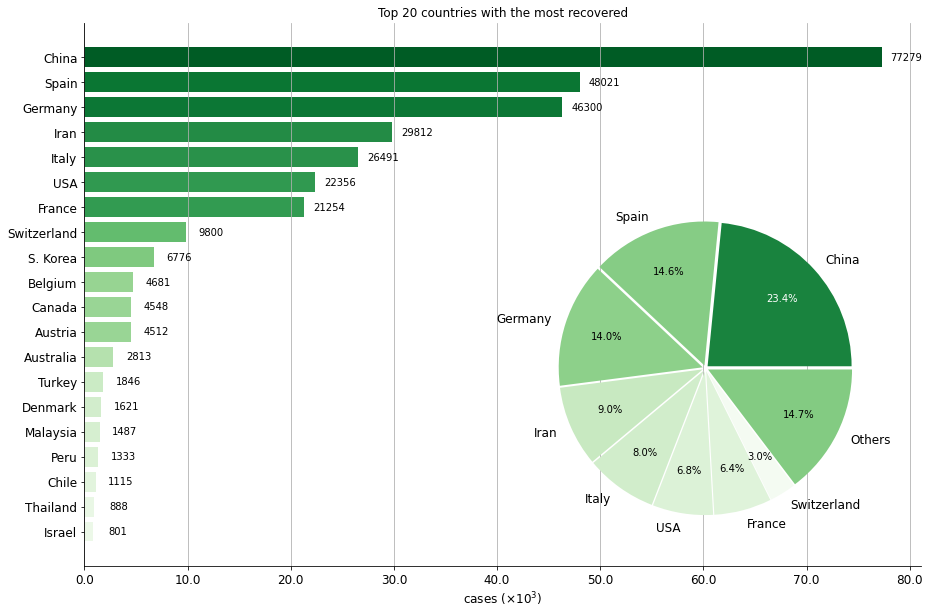 Top 20 countries with the most recovered
China 77279
Spain 48021
Germany 46300
Iran 29812
Italy 26491
USA 22356
France 21254
Switzerland 9800
S. Korea 6776
Belgium 4681
Canada 4548
Austria 4512
Australia 2813
Turkey 1846
Denmark 1621
Malaysia 1487
Peru 1333
Chile 1115
Thailand 888
Israel 801
Spain
14.6%
China
23.4%
Germany
14.0%
Iran
9.0%
Italy
8.0%
USA
6.8%
France
6.4%
Switzerland
3.0%
Others
14.7%
0.0 10.0 20.0 30.0 40.0 50.0 60.0 70.0 80.0
cases (×10³)